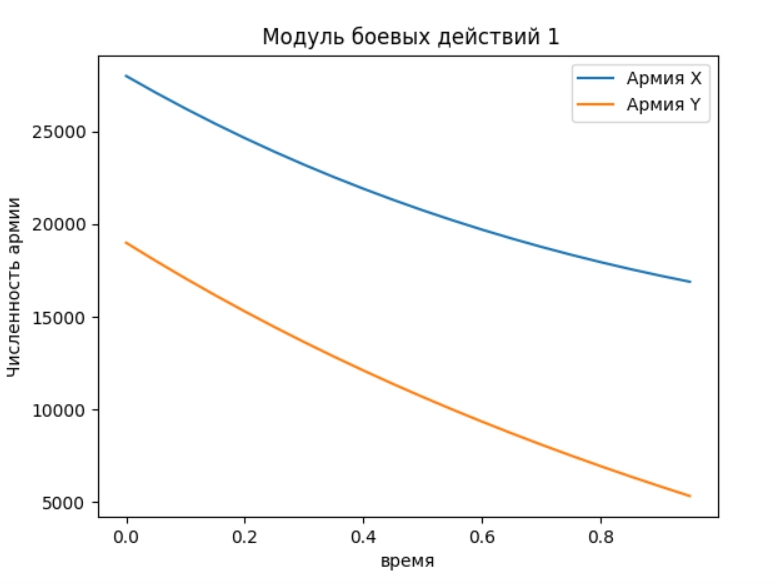 Модуль боевых действий 1
Армия X
Армия Y
Численность армии
25000
20000
15000
10000
5000
0.0 0.2 0.4 0.6 0.8
время